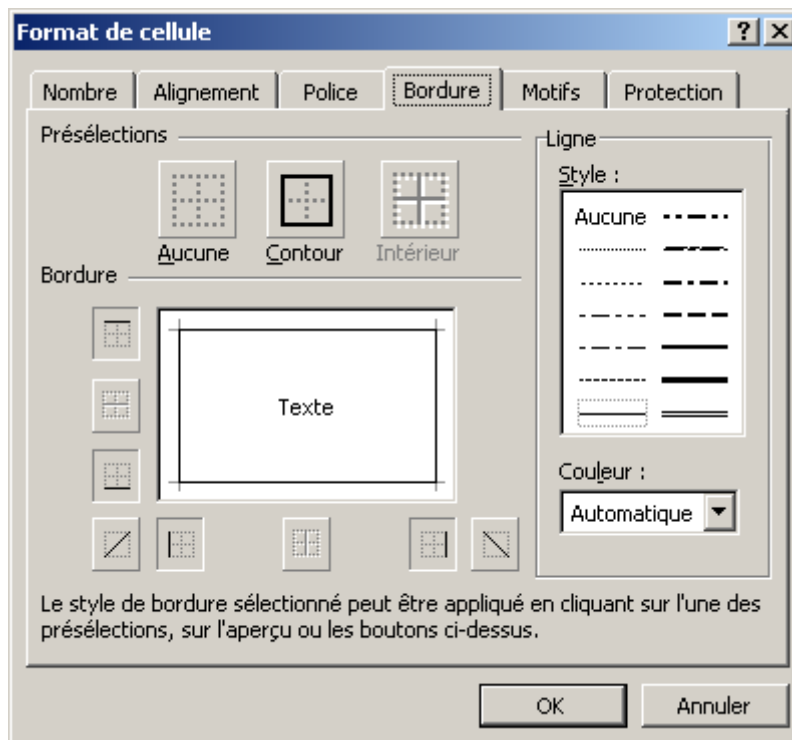 Format de cellule
Nombre Alignement Police Bordure Motifs Protection
Présélections
Aucune Contour Intérieur
Bordure
Texte
Ligne
Style :
Aucune
Couleur :
Automatique
Le style de bordure sélectionné peut être appliqué en cliquant sur l'une des
présélections, sur l'aperçu ou les boutons ci-dessus.
OK Annuler